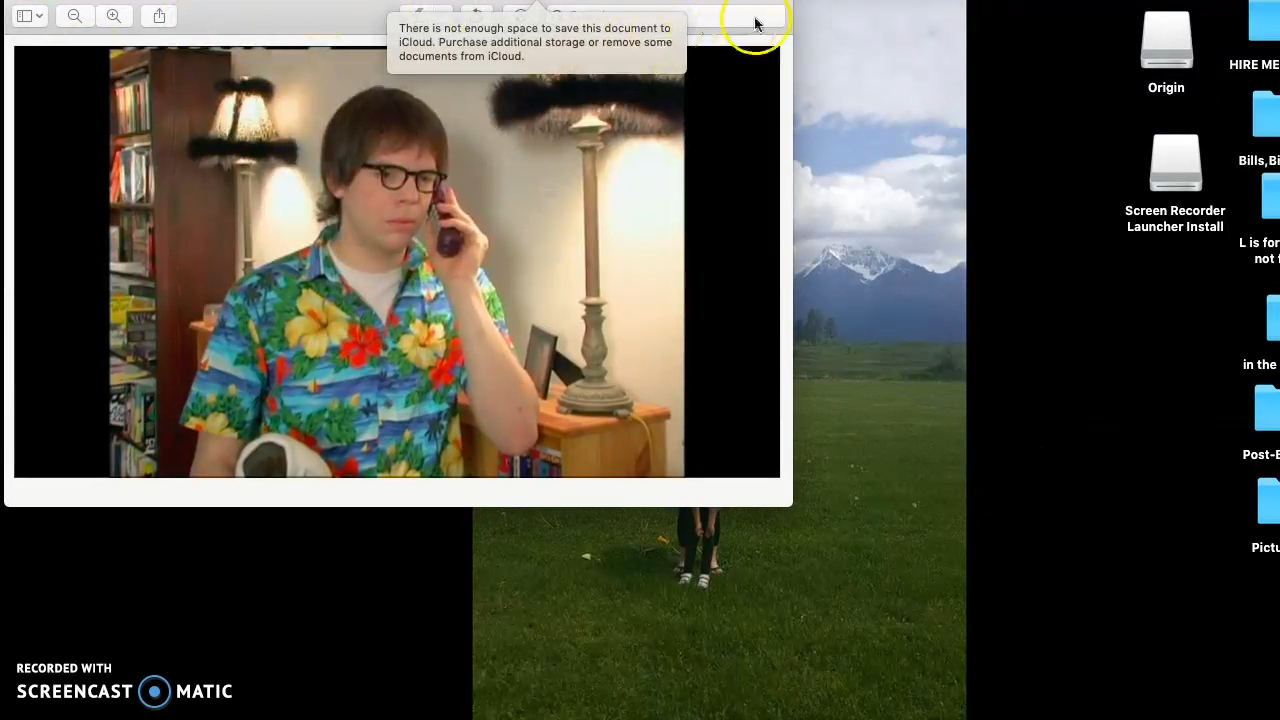 There is not enough space to save this document to
iCloud. Purchase additional storage or remove some
documents from iCloud.
Origin
HIRE ME
Bills,Bi
Screen Recorder
Launcher Install
L is for
not f
in the
Post-E
Pictu
RECORDED WITH
SCREENCAST MATIC